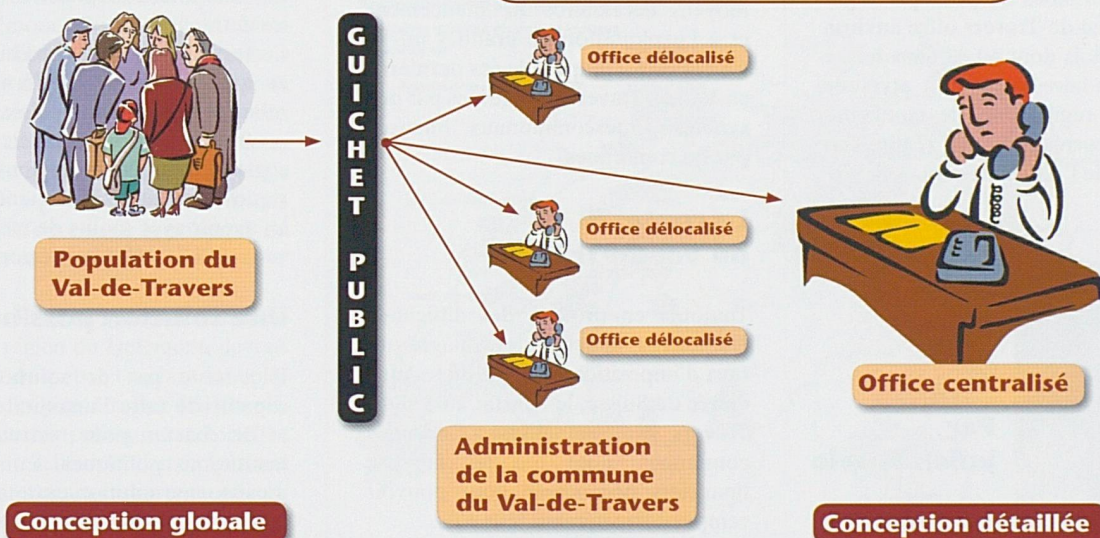 Population du
Val-de-Travers
GUICHET PUBLIC
Office délocalisé
Office délocalisé
Office délocalisé
Office centralisé
Administration
de la commune
du Val-de-Travers
Conception globale
Conception détaillée